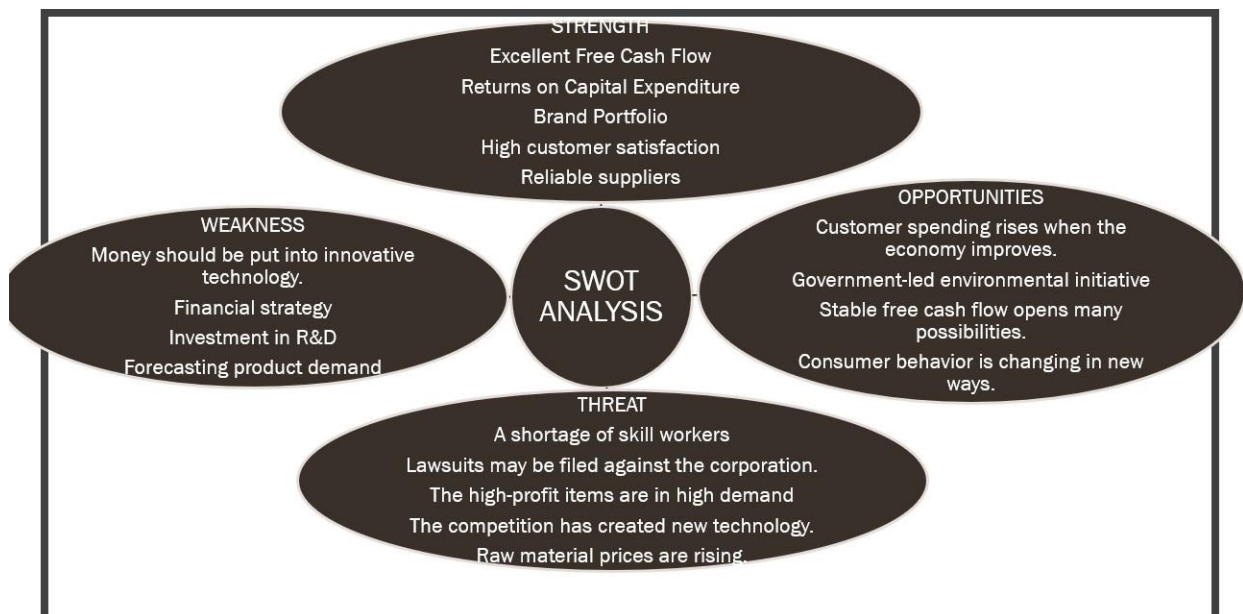 STRENGTH
Excellent Free Cash Flow
Returns on Capital Expenditure
Brand Portfolio
High customer satisfaction
Reliable suppliers
WEAKNESS
Money should be put into innovative
technology.
Financial strategy
Investment in R&D
Forecasting product demand
SWOT
ANALYSIS
OPPORTUNITIES
Customer spending rises when the
economy improves.
Government-led environmental initiative
Stable free cash flow opens many
possibilities.
Consumer behavior is changing in new
ways.
THREAT
A shortage of skill workers
Lawsuits may be filed against the corporation.
The high-profit items are in high demand
The competition has created new technology.
Raw material prices are rising.